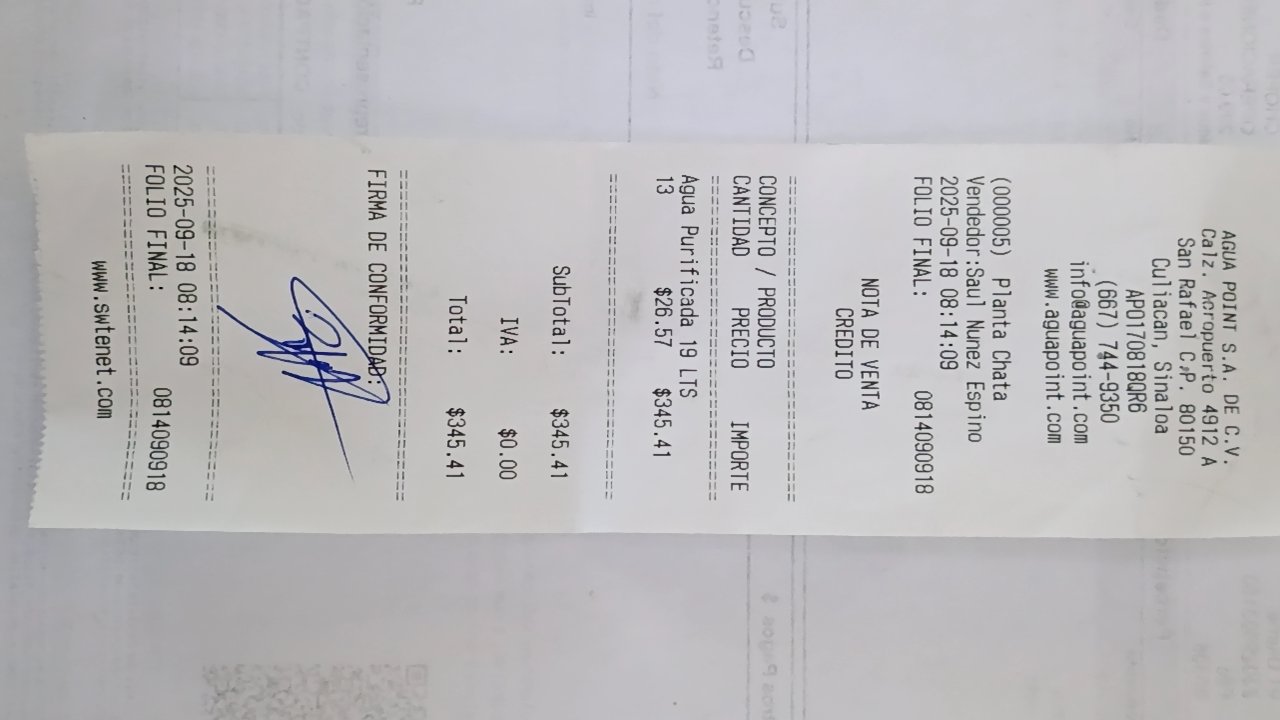 AGUA POINT S.A. DE C.V.
Calz. Aeropuerto 4912 A
San Rafael C.P. 80150
Culiacan, Sinaloa
APO170818QR6
(667) 744-9350
info@aguapoint.com
www.aguapoint.com
(000005) Planta Chata
Vendedor:Saul Nunez Espino
2025-09-18 08:14:09
FOLIO FINAL: 0814090918
NOTA DE VENTA
CREDITO
================================
CONCEPTO / PRODUCTO
CANTIDAD PRECIO IMPORTE
================================
Agua Purificada 19 LTS
13 $26.57 $345.41
================================
SubTotal: $345.41
IVA: $0.00
Total: $345.41
================================
FIRMA DE CONFORMIDAD:
================================
2025-09-18 08:14:09
FOLIO FINAL: 0814090918
================================
www.swtenet.com